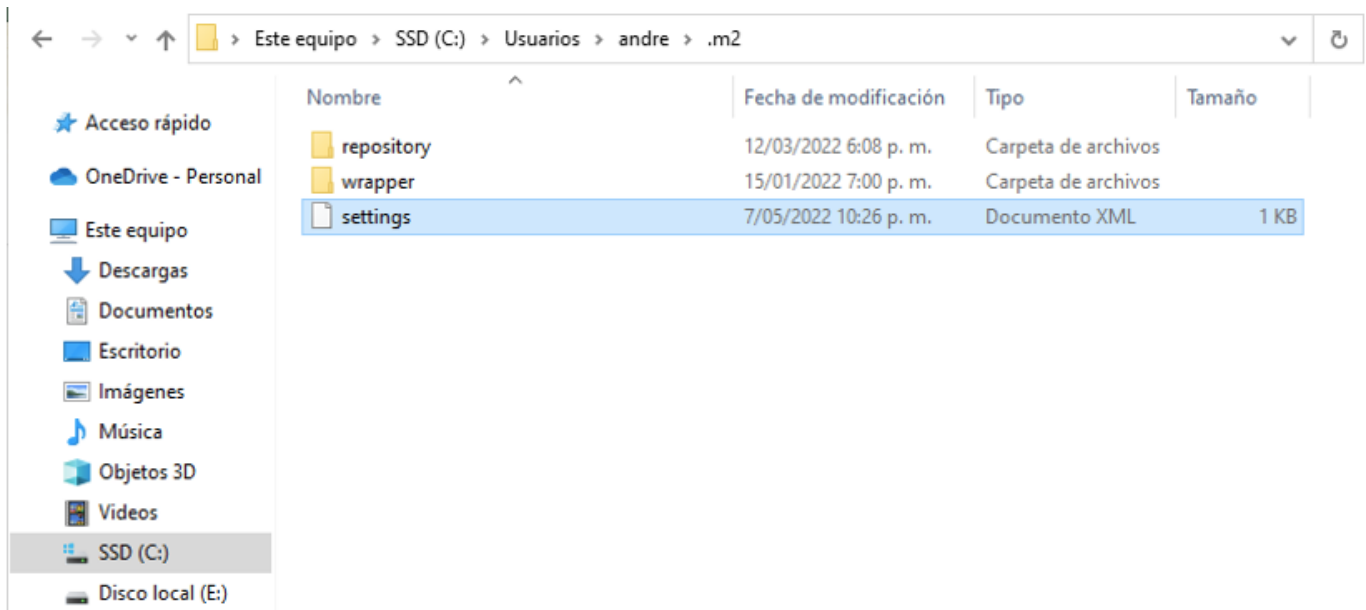 Este equipo > SSD (C:) > Usuarios > andre > .m2
Nombre Fecha de modificación Tipo Tamaño
Acceso rápido
OneDrive - Personal
Este equipo
Descargas
Documentos
Escritorio
Imágenes
Música
Objetos 3D
Videos
SSD (C:)
Disco local (E:)
repository 12/03/2022 6:08 p. m. Carpeta de archivos
wrapper 15/01/2022 7:00 p. m. Carpeta de archivos
settings 7/05/2022 10:26 p. m. Documento XML 1 KB